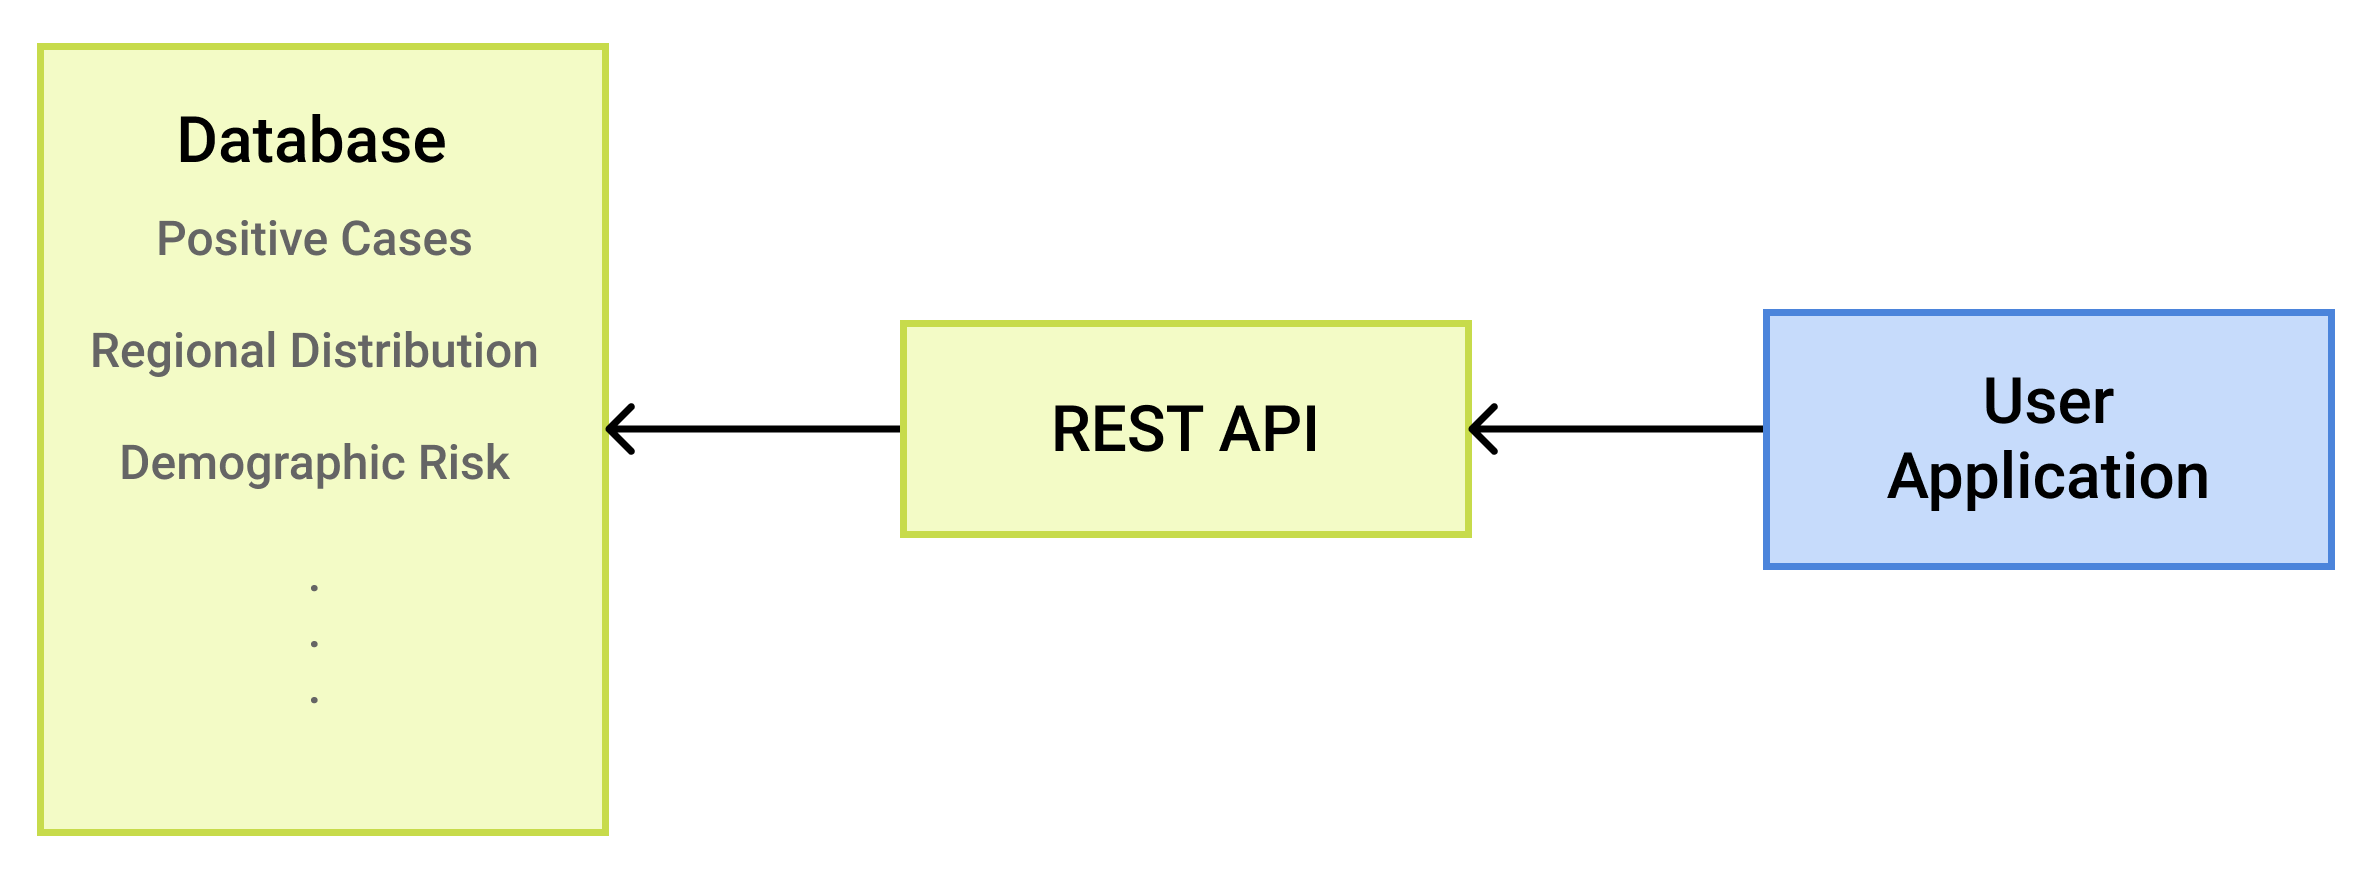 Database
Positive Cases
Regional Distribution
Demographic Risk
.
.
.
REST API
User
Application